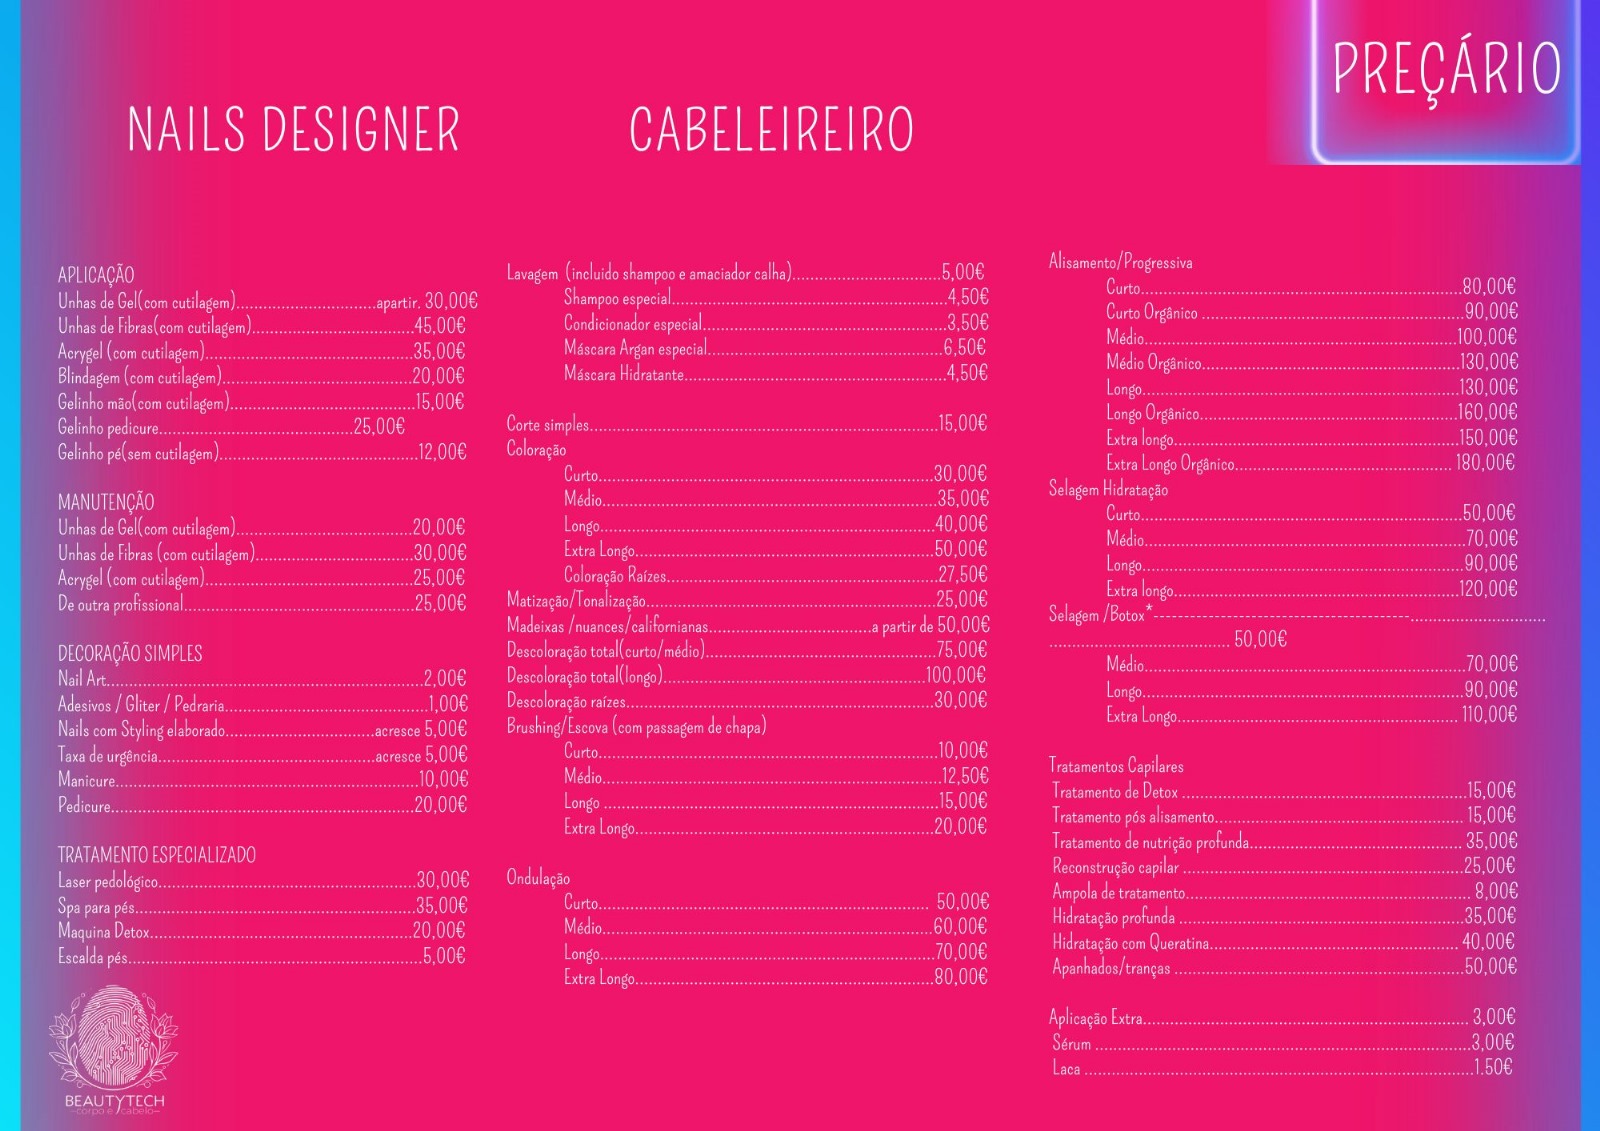 PREÇÁRIO
NAILS DESIGNER
APLICAÇÃO
Unhas de Gel(com cutilagem)..............................apartir. 30,00€
Unhas de Fibras(com cutilagem)...................................45,00€
Acrygel (com cutilagem).............................................35,00€
Blindagem (com cutilagem).........................................20,00€
Gelinho mão(com cutilagem)........................................15,00€
Gelinho pedicure..........................................25,00€
Gelinho pé(sem cutilagem)...........................................12,00€
MANUTENÇÃO
Unhas de Gel(com cutilagem)......................................20,00€
Unhas de Fibras (com cutilagem)..................................30,00€
Acrygel (com cutilagem).............................................25,00€
De outra profissional..................................................25,00€
DECORAÇÃO SIMPLES
Nail Art....................................................................2,00€
Adesivos / Gliter / Pedraria............................................1,00€
Nails com Styling elaborado................................acresce 5,00€
Taxa de urgência...............................................acresce 5,00€
Manicure.................................................................10,00€
Pedicure.................................................................20,00€
TRATAMENTO ESPECIALIZADO
Laser pedológico.......................................................30,00€
Spa para pés............................................................35,00€
Maquina Detox........................................................20,00€
Escalda pés...............................................................5,00€
BEAUTYTECH
corpo e cabelo
CABELEIREIRO
Lavagem (incluido shampoo e amaciador calha)................................5,00€
Shampoo especial...........................................................4,50€
Condicionador especial....................................................3,50€
Máscara Argan especial..................................................6,50€
Máscara Hidratante........................................................4,50€
Corte simples...........................................................................15,00€
Coloração
Curto........................................................................30,00€
Médio........................................................................35,00€
Longo........................................................................40,00€
Extra Longo................................................................50,00€
Coloração Raízes..........................................................27,50€
Matização/Tonalização..............................................................25,00€
Madeixas /nuances/californianas...................................a partir de 50,00€
Descoloração total(curto/médio).................................................75,00€
Descoloração total(longo)........................................................100,00€
Descoloração raízes..................................................................30,00€
Brushing/Escova (com passagem de chapa)
Curto.........................................................................10,00€
Médio........................................................................12,50€
Longo .......................................................................15,00€
Extra Longo................................................................20,00€
Ondulação
Curto....................................................................... 50,00€
Médio.......................................................................60,00€
Longo........................................................................70,00€
Extra Longo................................................................80,00€
Alisamento/Progressiva
Curto.....................................................................80,00€
Curto Orgânico ........................................................90,00€
Médio...................................................................100,00€
Médio Orgânico.......................................................130,00€
Longo....................................................................130,00€
Longo Orgânico.......................................................160,00€
Extra longo.............................................................150,00€
Extra Longo Orgânico............................................... 180,00€
Selagem Hidratação
Curto.....................................................................50,00€
Médio.....................................................................70,00€
Longo.....................................................................90,00€
Extra longo.............................................................120,00€
Selagem /Botox*------------------------------------------.............................
....................................... 50,00€
Médio.....................................................................70,00€
Longo.....................................................................90,00€
Extra Longo............................................................ 110,00€
Tratamentos Capilares
Tratamento de Detox .............................................................15,00€
Tratamento pós alisamento..................................................... 15,00€
Tratamento de nutrição profunda.............................................. 35,00€
Reconstrução capilar .............................................................25,00€
Ampola de tratamento............................................................. 8,00€
Hidratação profunda .............................................................35,00€
Hidratação com Queratina..................................................... 40,00€
Apanhados/tranças ..............................................................50,00€
Aplicação Extra...................................................................... 3,00€
Sérum .................................................................................3,00€
Laca ...................................................................................1.50€